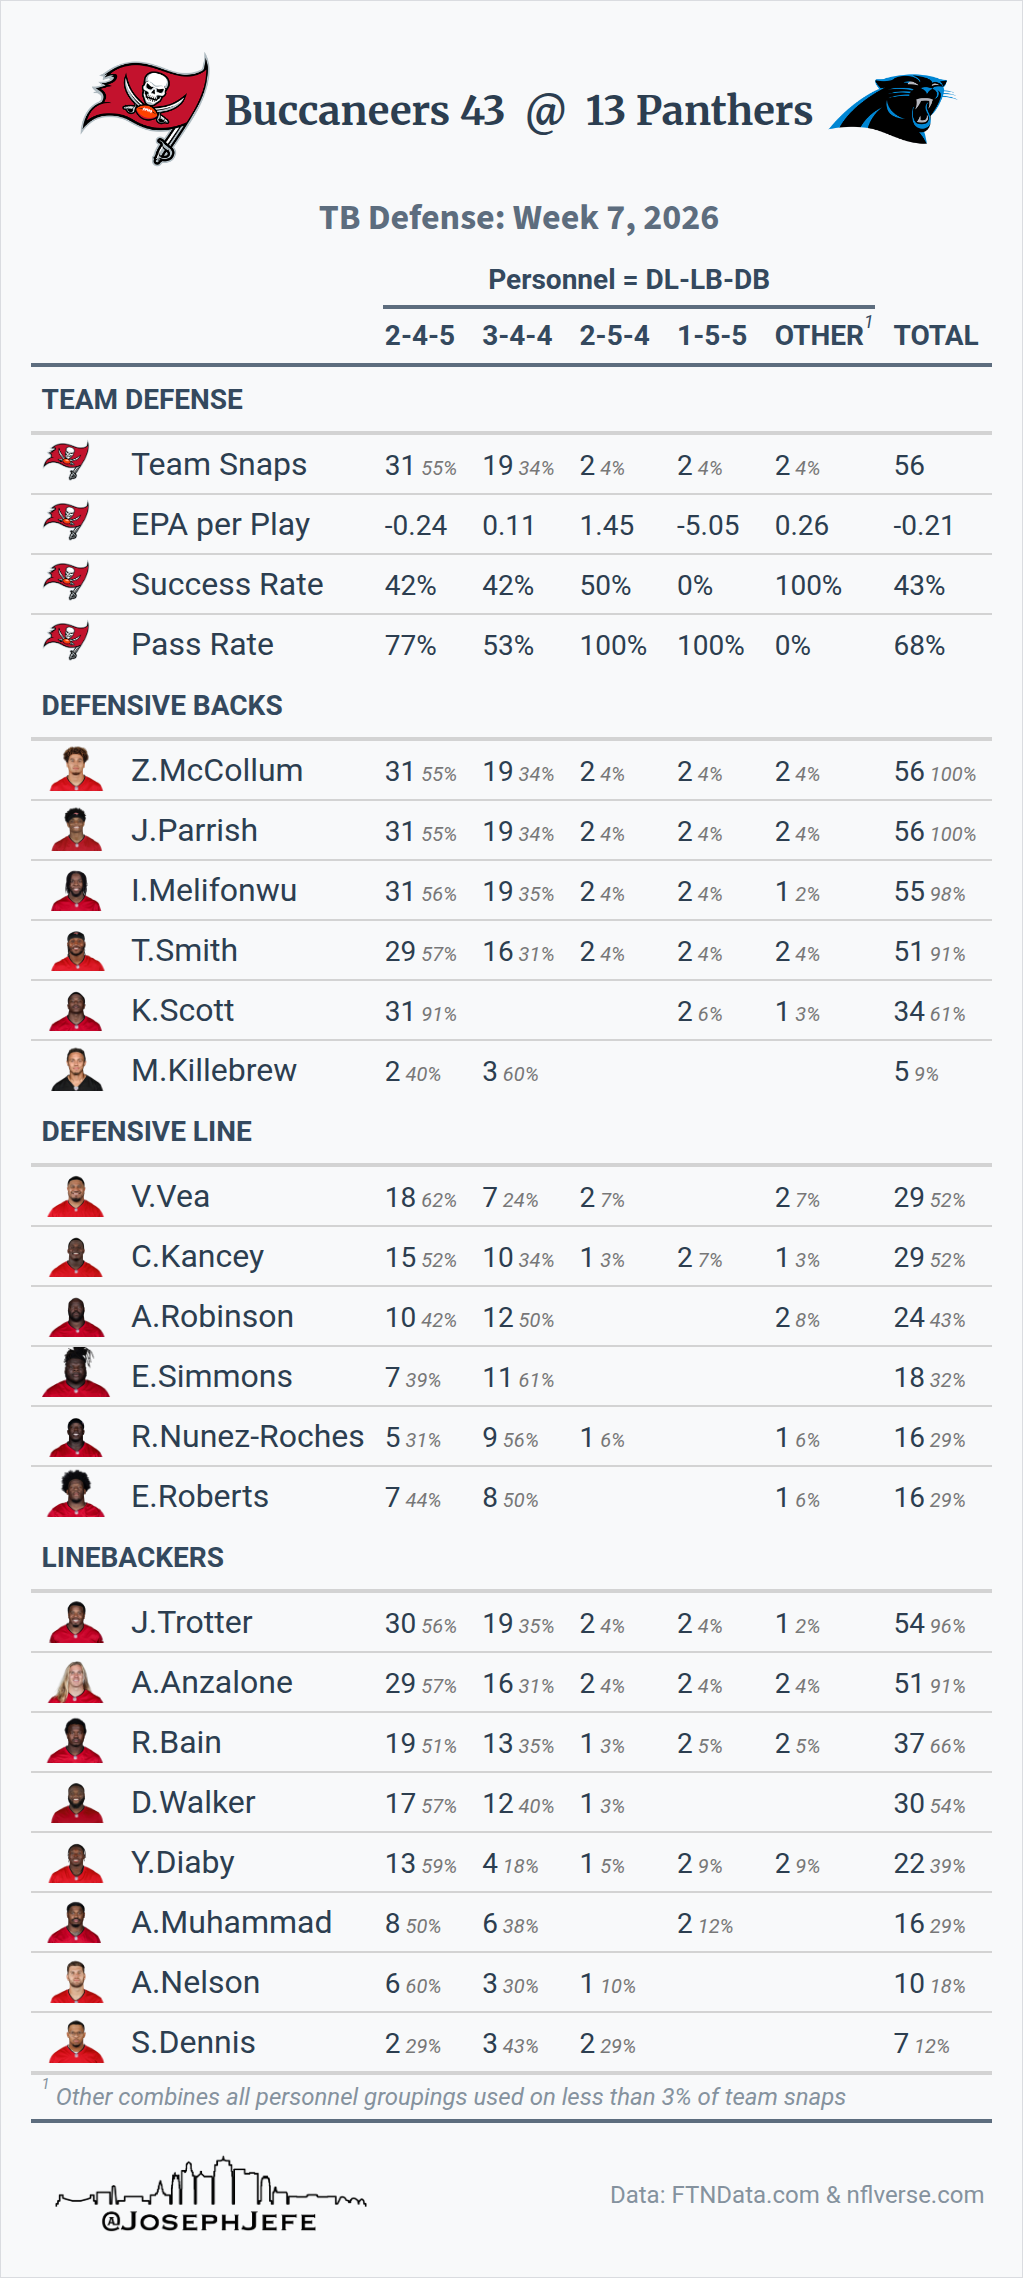 Buccaneers 43 @ 13 Panthers
TB Defense: Week 7, 2026
Personnel = DL-LB-DB
2-4-5 3-4-4 2-5-4 1-5-5 OTHER 1 TOTAL
TEAM DEFENSE
Team Snaps 31 55% 19 34% 2 4% 2 4% 2 4% 56
EPA per Play -0.24 0.11 1.45 -5.05 0.26 -0.21
Success Rate 42% 42% 50% 0% 100% 43%
Pass Rate 77% 53% 100% 100% 0% 68%
DEFENSIVE BACKS
Z.McCollum 31 55% 19 34% 2 4% 2 4% 2 4% 56 100%
J.Parrish 31 55% 19 34% 2 4% 2 4% 2 4% 56 100%
I.Melifonwu 31 56% 19 35% 2 4% 2 4% 1 2% 55 98%
T.Smith 29 57% 16 31% 2 4% 2 4% 2 4% 51 91%
K.Scott 31 91% 2 6% 1 3% 34 61%
M.Killebrew 2 40% 3 60% 5 9%
DEFENSIVE LINE
V.Vea 18 62% 7 24% 2 7% 2 7% 29 52%
C.Kancey 15 52% 10 34% 1 3% 2 7% 1 3% 29 52%
A.Robinson 10 42% 12 50% 2 8% 24 43%
E.Simmons 7 39% 11 61% 18 32%
R.Nunez-Roches 5 31% 9 56% 1 6% 1 6% 16 29%
E.Roberts 7 44% 8 50% 1 6% 16 29%
LINEBACKERS
J.Trotter 30 56% 19 35% 2 4% 2 4% 1 2% 54 96%
A.Anzalone 29 57% 16 31% 2 4% 2 4% 2 4% 51 91%
R.Bain 19 51% 13 35% 1 3% 2 5% 2 5% 37 66%
D.Walker 17 57% 12 40% 1 3% 30 54%
Y.Diaby 13 59% 4 18% 1 5% 2 9% 2 9% 22 39%
A.Muhammad 8 50% 6 38% 2 12% 16 29%
A.Nelson 6 60% 3 30% 1 10% 10 18%
S.Dennis 2 29% 3 43% 2 29% 7 12%
1 Other combines all personnel groupings used on less than 3% of team snaps
@JOSEPHJEFE
Data: FTNData.com & nflverse.com